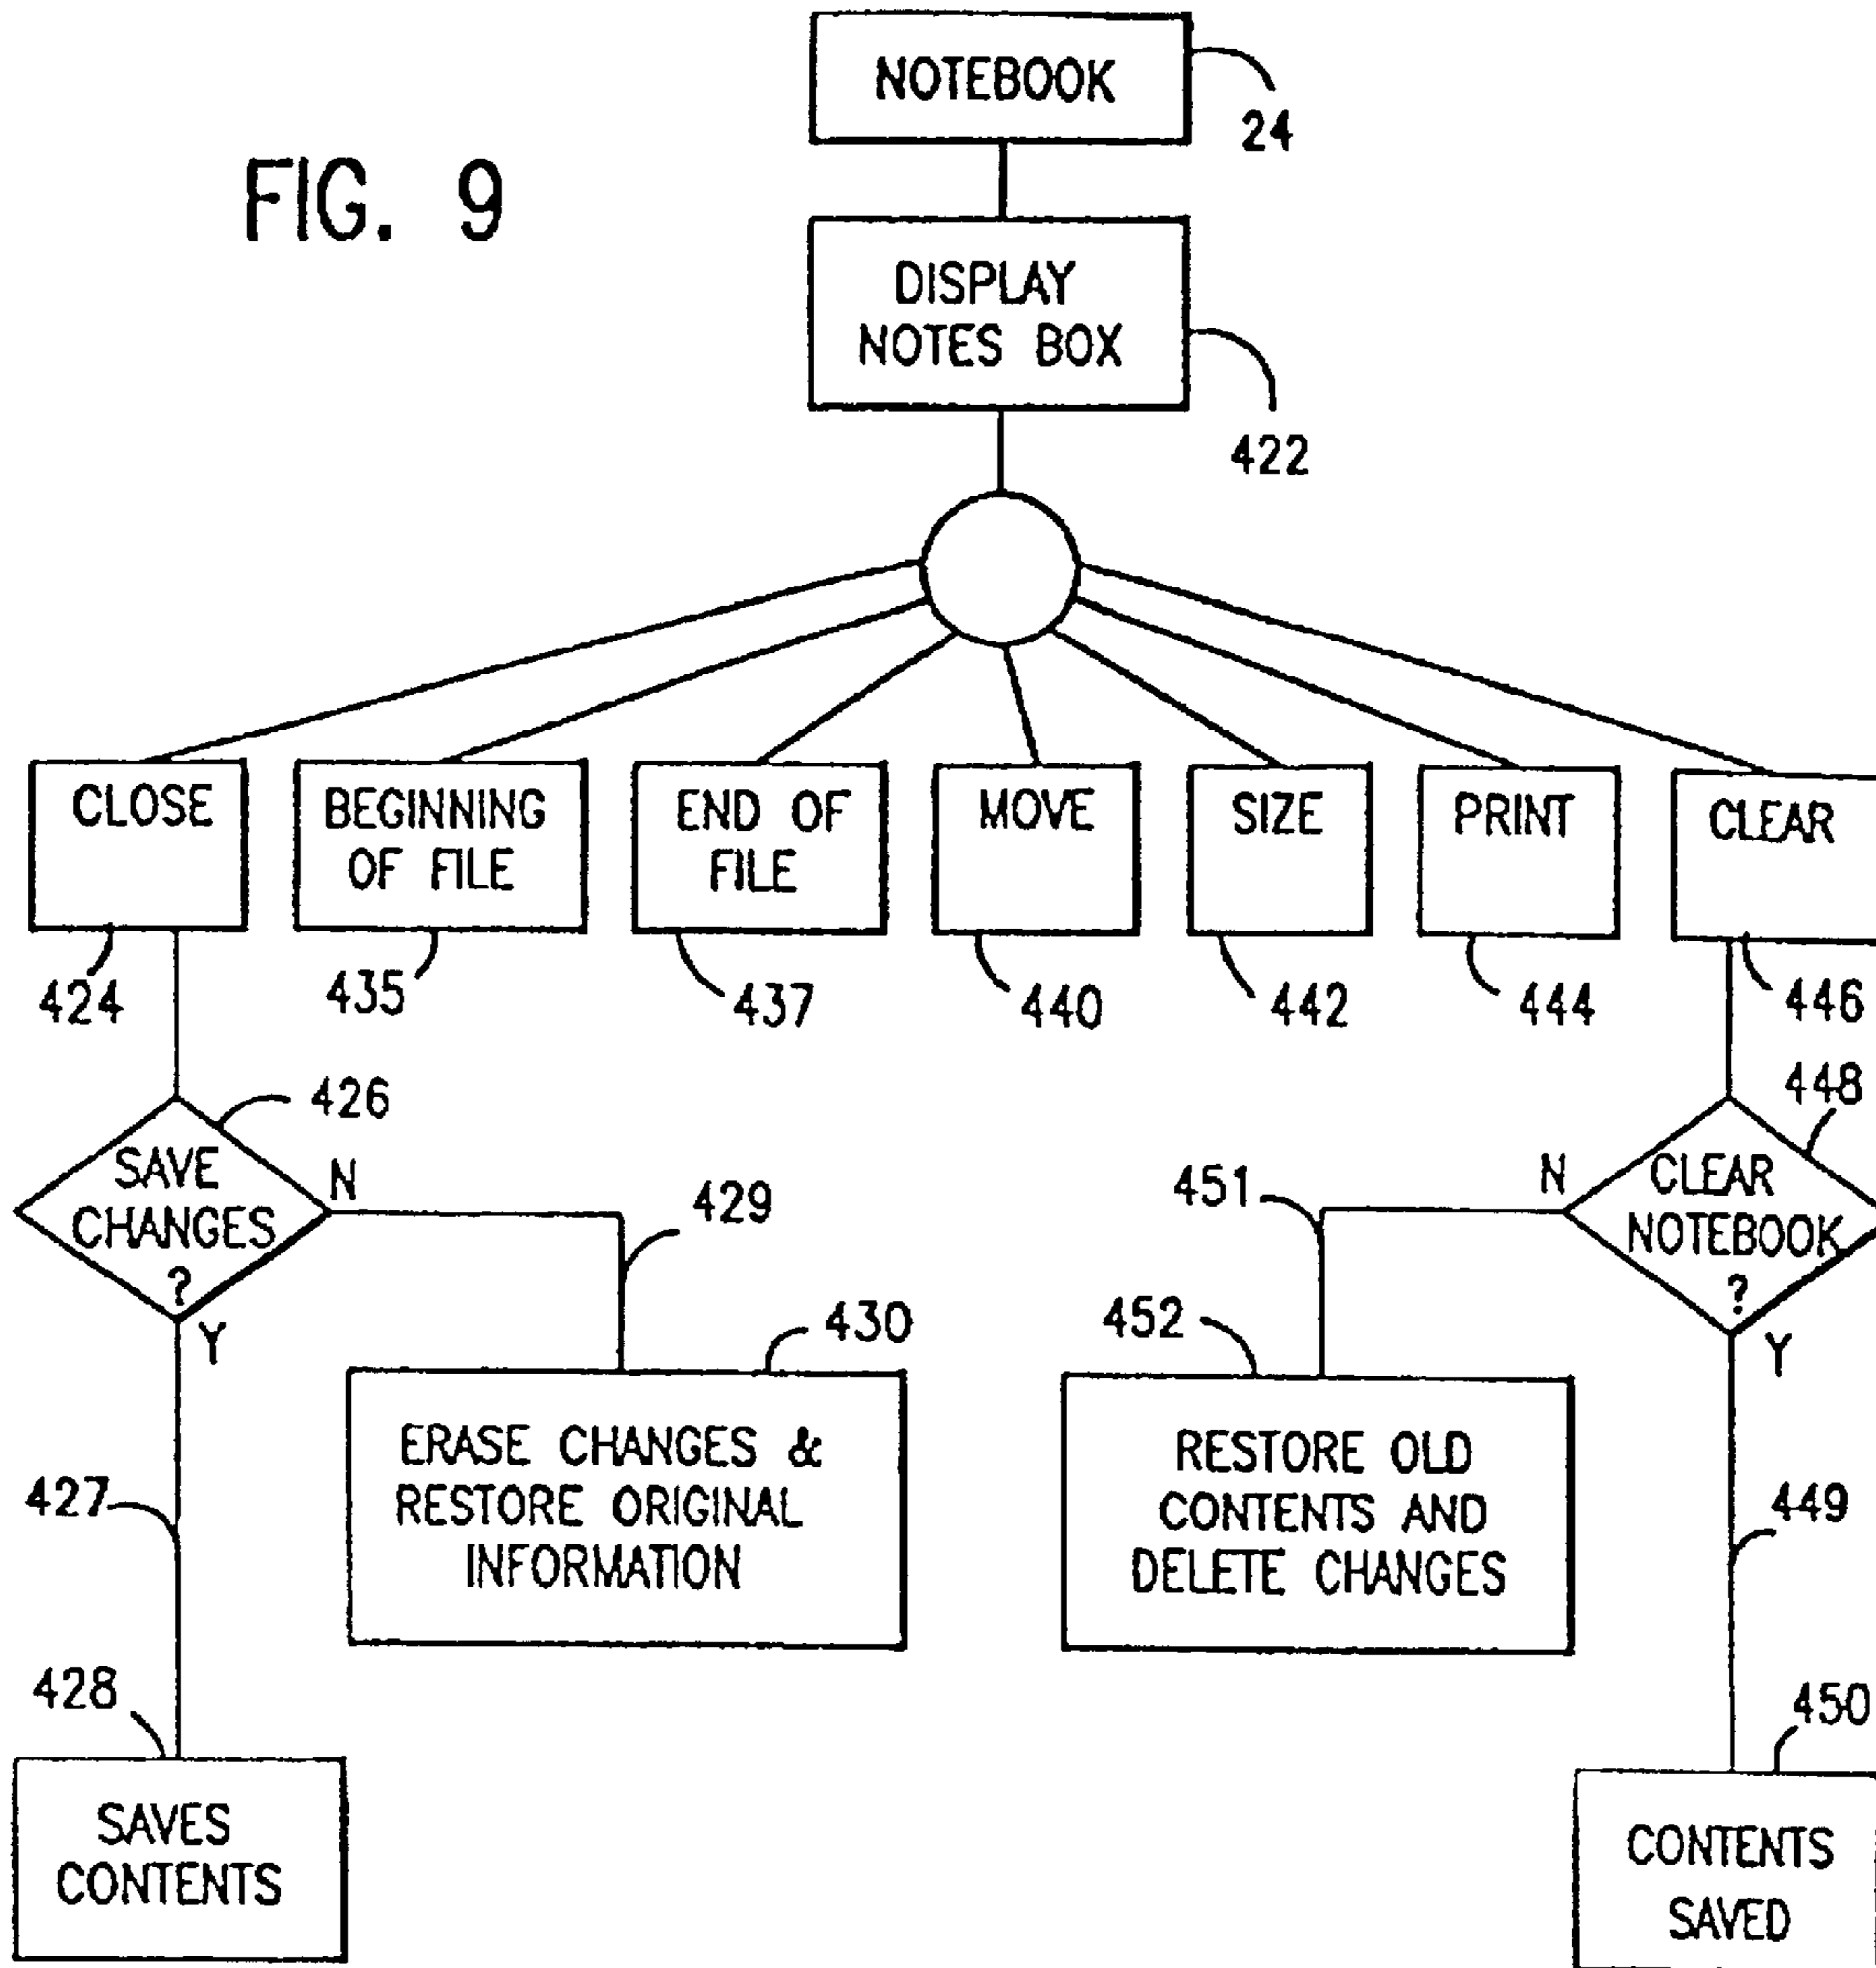 FIG. 9
NOTEBOOK
24
DISPLAY
NOTES BOX
422
CLOSE
424
BEGINNING
OF FILE
435
END OF
FILE
437
MOVE
440
SIZE
442
PRINT
444
CLEAR
446
426
SAVE
CHANGES
?
N
Y
429
430
ERASE CHANGES &
RESTORE ORIGINAL
INFORMATION
427
428
SAVES
CONTENTS
448
CLEAR
NOTEBOOK
?
N
Y
451
452
RESTORE OLD
CONTENTS AND
DELETE CHANGES
449
450
CONTENTS
SAVED